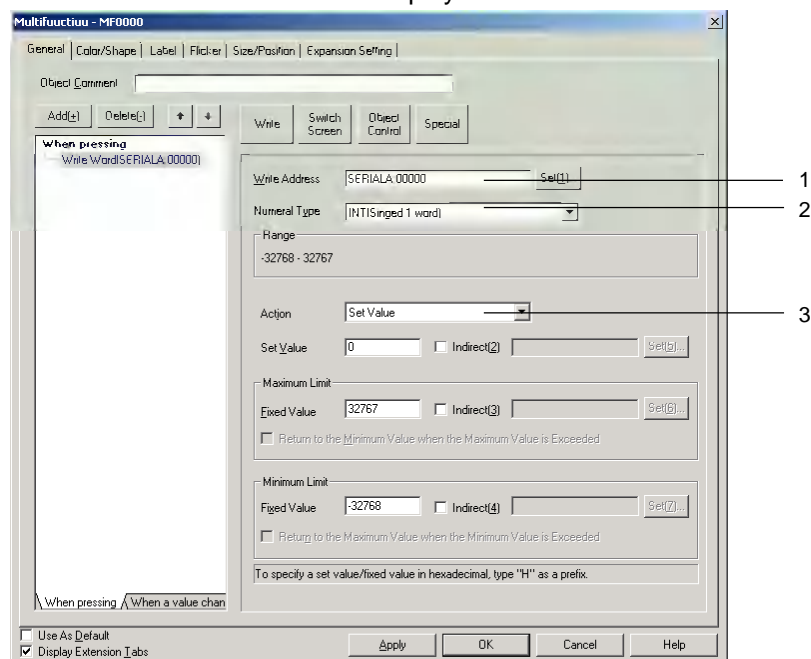 Multifuuctiuu - MF0000
General Calar/Shape Label Flicker Size/Position Expansion Setting
Object Comment
Add(+) Delete(-) Write Switch Screen Object Control Special
When pressing
Write Word(SERIALA:00000)
Write Address SERIALA:00000 Set(1) 1
Numeral Type INT(Singed 1 ward) 2
Range
-32768 - 32767
Action Set Value 3
Set Value 0 Indirect(2) Set(5)...
Maximum Limit
Fixed Value 32767 Indirect(3) Set(6)...
Return to the Minimum Value when the Maximum Value is Exceeded
Minimum Limit
Fixed Value -32768 Indirect(4) Set(7)...
Return to the Maximum Value when the Minimum Value is Exceeded
To specify a set value/fixed value in hexadecimal, type "H" as a prefix.
When pressing When a value chan
Use As Default
Display Extension Tabs
Apply OK Cancel Help